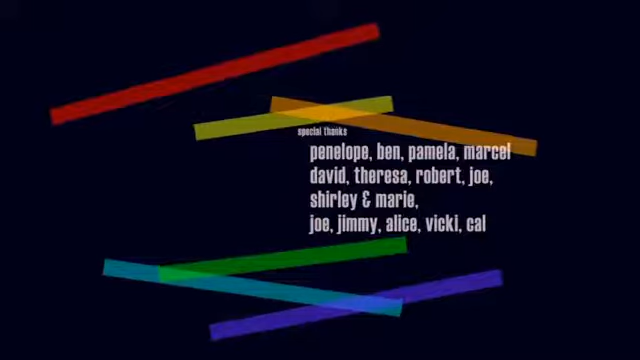 special thanks
penelope, ben, pamela, marcel
david, theresa, robert, joe,
shirley & marie,
joe, jimmy, alice, vicki, cal